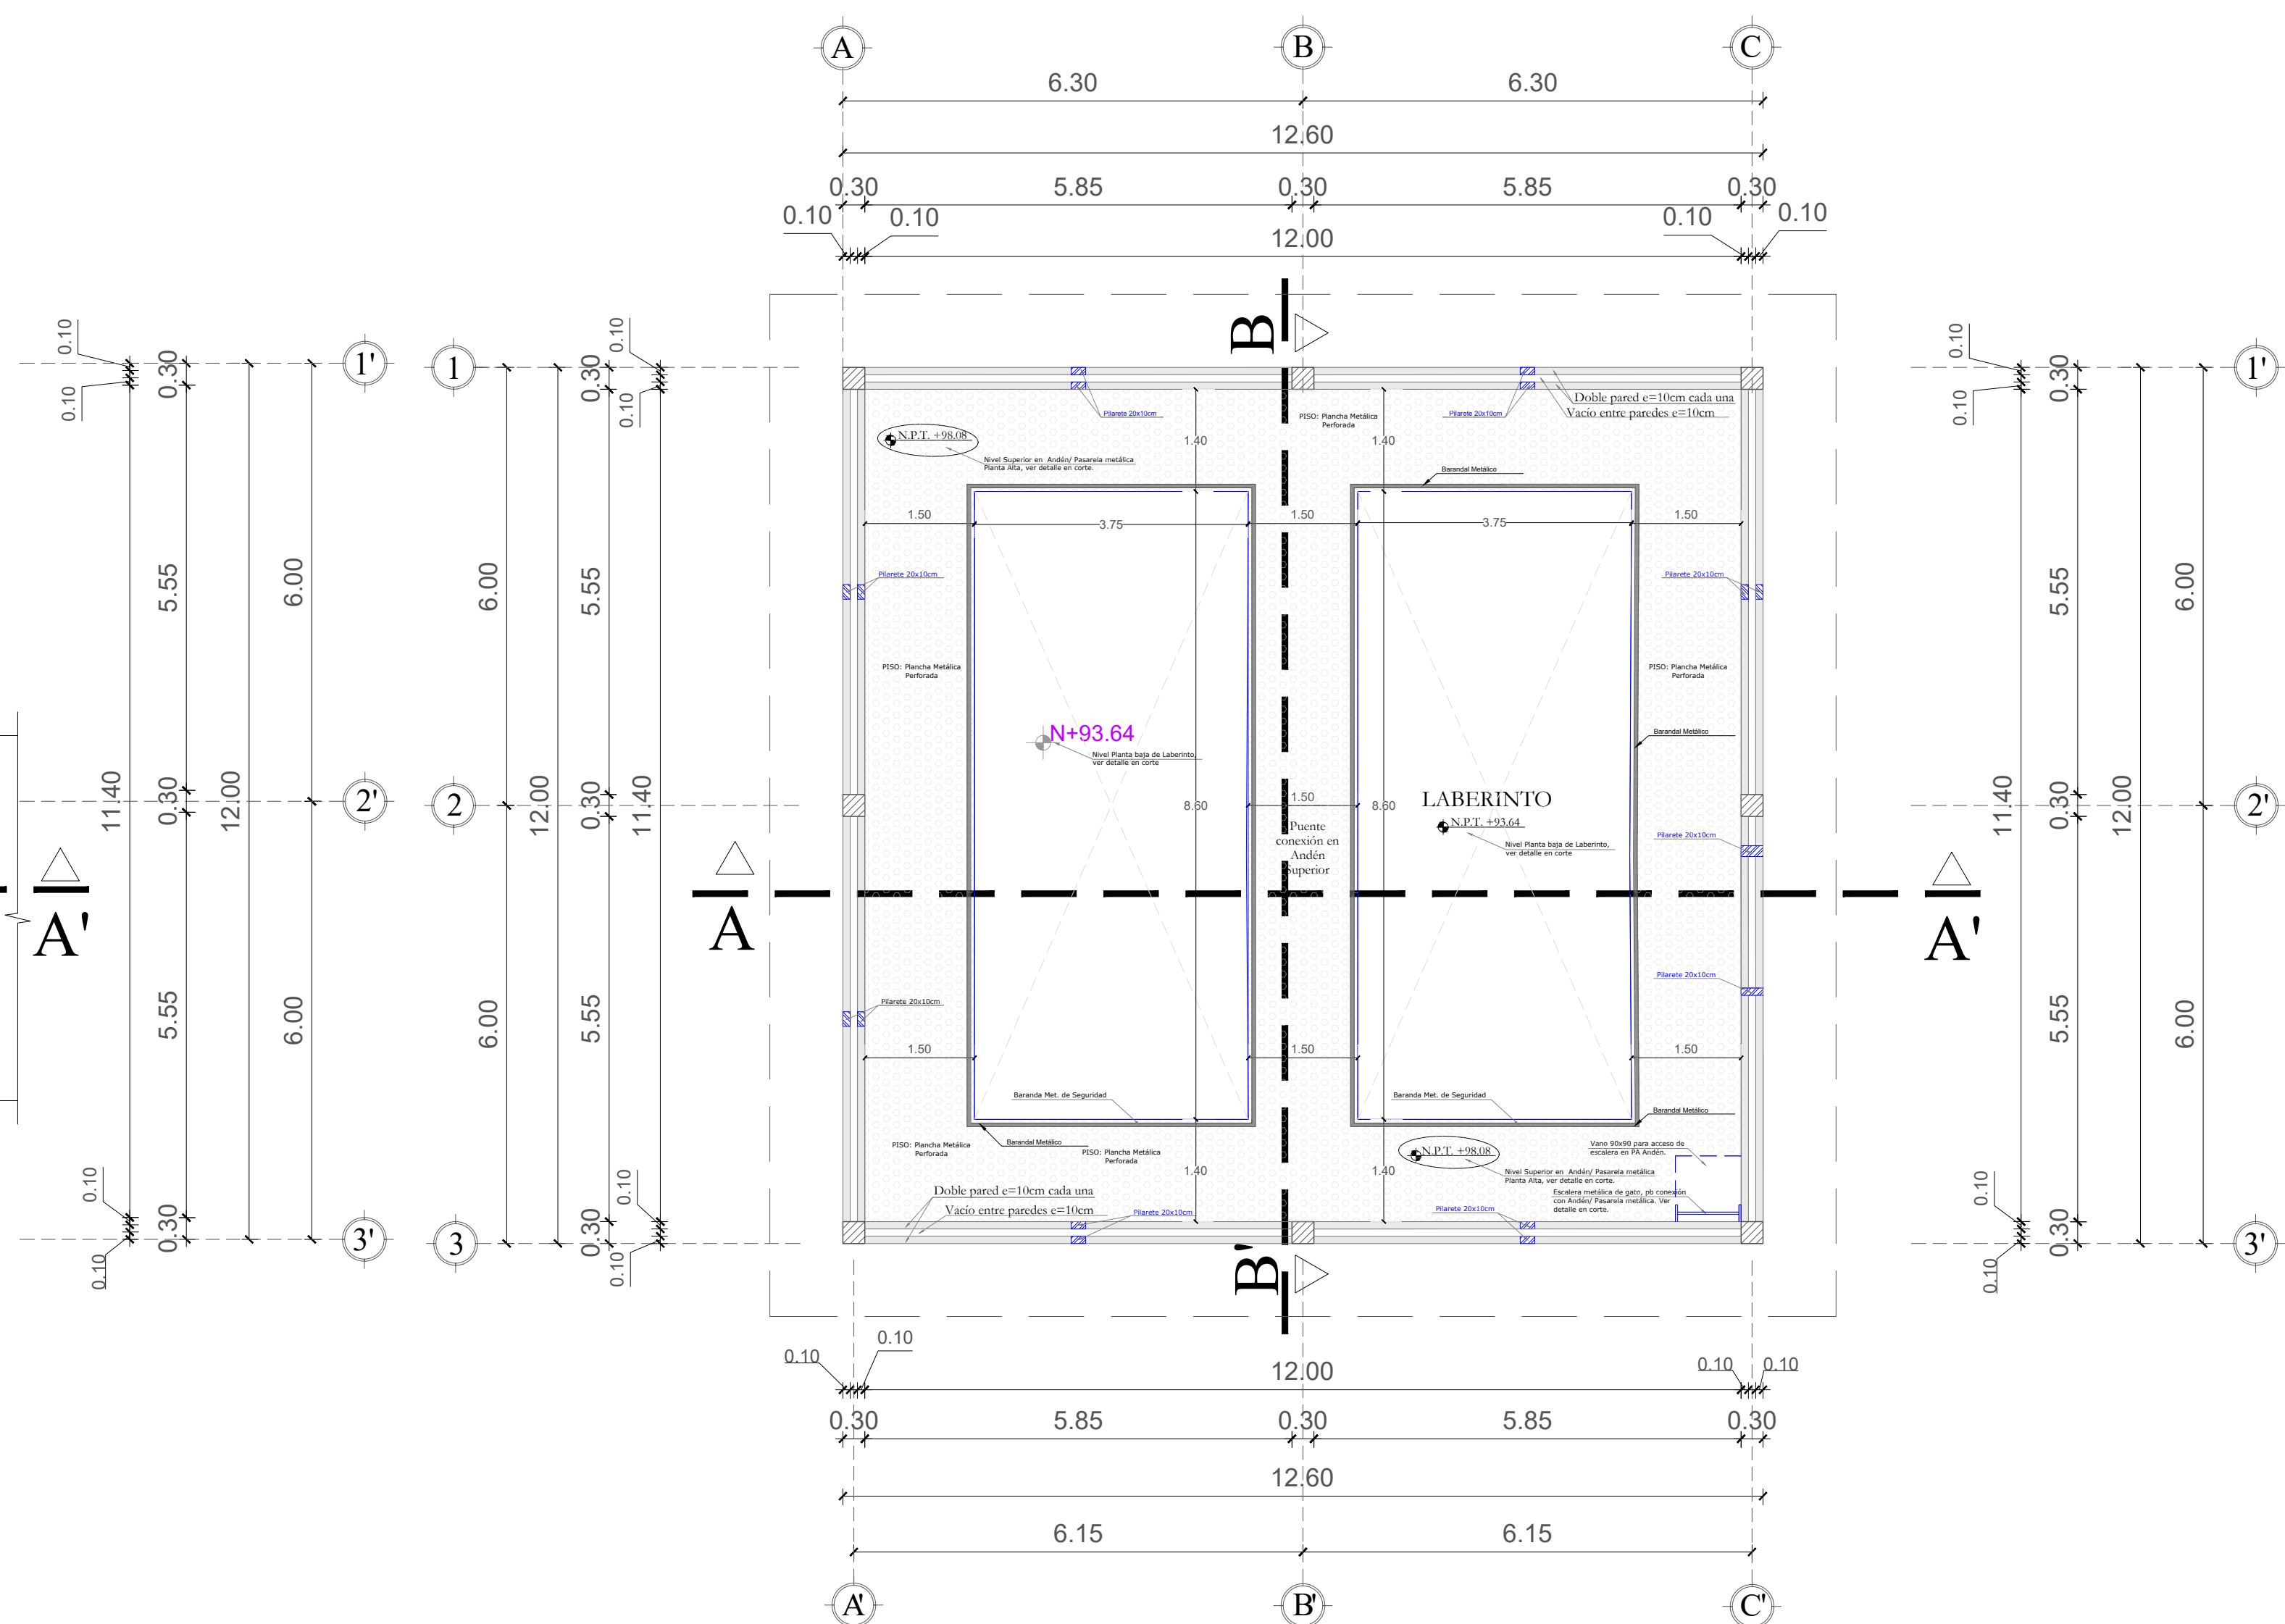 A
B
C
6.30
6.30
12.60
0.30
5.85
0.30
5.85
0.30
0.10
0.10
0.10
0.10
12.00
B
0.10
0.10
0.30
5.55
0.30
5.55
0.30
0.10
0.10
11.40
12.00
6.00
6.00
1'
2'
3'
A'
1
2
3
6.00
6.00
12.00
0.30
5.55
0.30
5.55
0.30
0.10
0.10
0.10
0.10
11.40
Pilarete 20x10cm
PISO: Plancha Metálica
Perforada
Pilarete 20x10cm
Doble pared e=10cm cada una
Vacío entre paredes e=10cm
N.P.T. +98.08
Nivel Superior en Andén/ Pasarela metálica
Planta Alta, ver detalle en corte.
1.40
1.40
Barandal Metálico
1.50
3.75
1.50
3.75
1.50
Pilarete 20x10cm
Pilarete 20x10cm
PISO: Plancha Metálica
Perforada
PISO: Plancha Metálica
Perforada
N+93.64
Nivel Planta baja de Laberinto,
ver detalle en corte
Barandal Metálico
8.60
1.50
8.60
LABERINTO
N.P.T. +93.64
Nivel Planta baja de Laberinto,
ver detalle en corte
Puente
conexión en
Andén
Superior
Pilarete 20x10cm
A
A'
Pilarete 20x10cm
Pilarete 20x10cm
1.50
1.50
1.50
Baranda Met. de Seguridad
Baranda Met. de Seguridad
Barandal Metálico
PISO: Plancha Metálica
Perforada
Barandal Metálico
PISO: Plancha Metálica
Perforada
1.40
1.40
N.P.T. +98.08
Nivel Superior en Andén/ Pasarela metálica
Planta Alta, ver detalle en corte.
Vano 90x90 para acceso de
escalera en PA Andén.
Escalera metálica de gato, pb conexión
con Andén/ Pasarela metálica. Ver
detalle en corte.
Doble pared e=10cm cada una
Vacío entre paredes e=10cm
Pilarete 20x10cm
Pilarete 20x10cm
B'
0.10
0.10
11.40
0.30
5.55
0.30
5.55
0.30
0.10
0.10
12.00
6.00
6.00
1'
2'
3'
0.10
0.10
12.00
0.10
0.10
0.30
5.85
0.30
5.85
0.30
12.60
6.15
6.15
A'
B'
C'